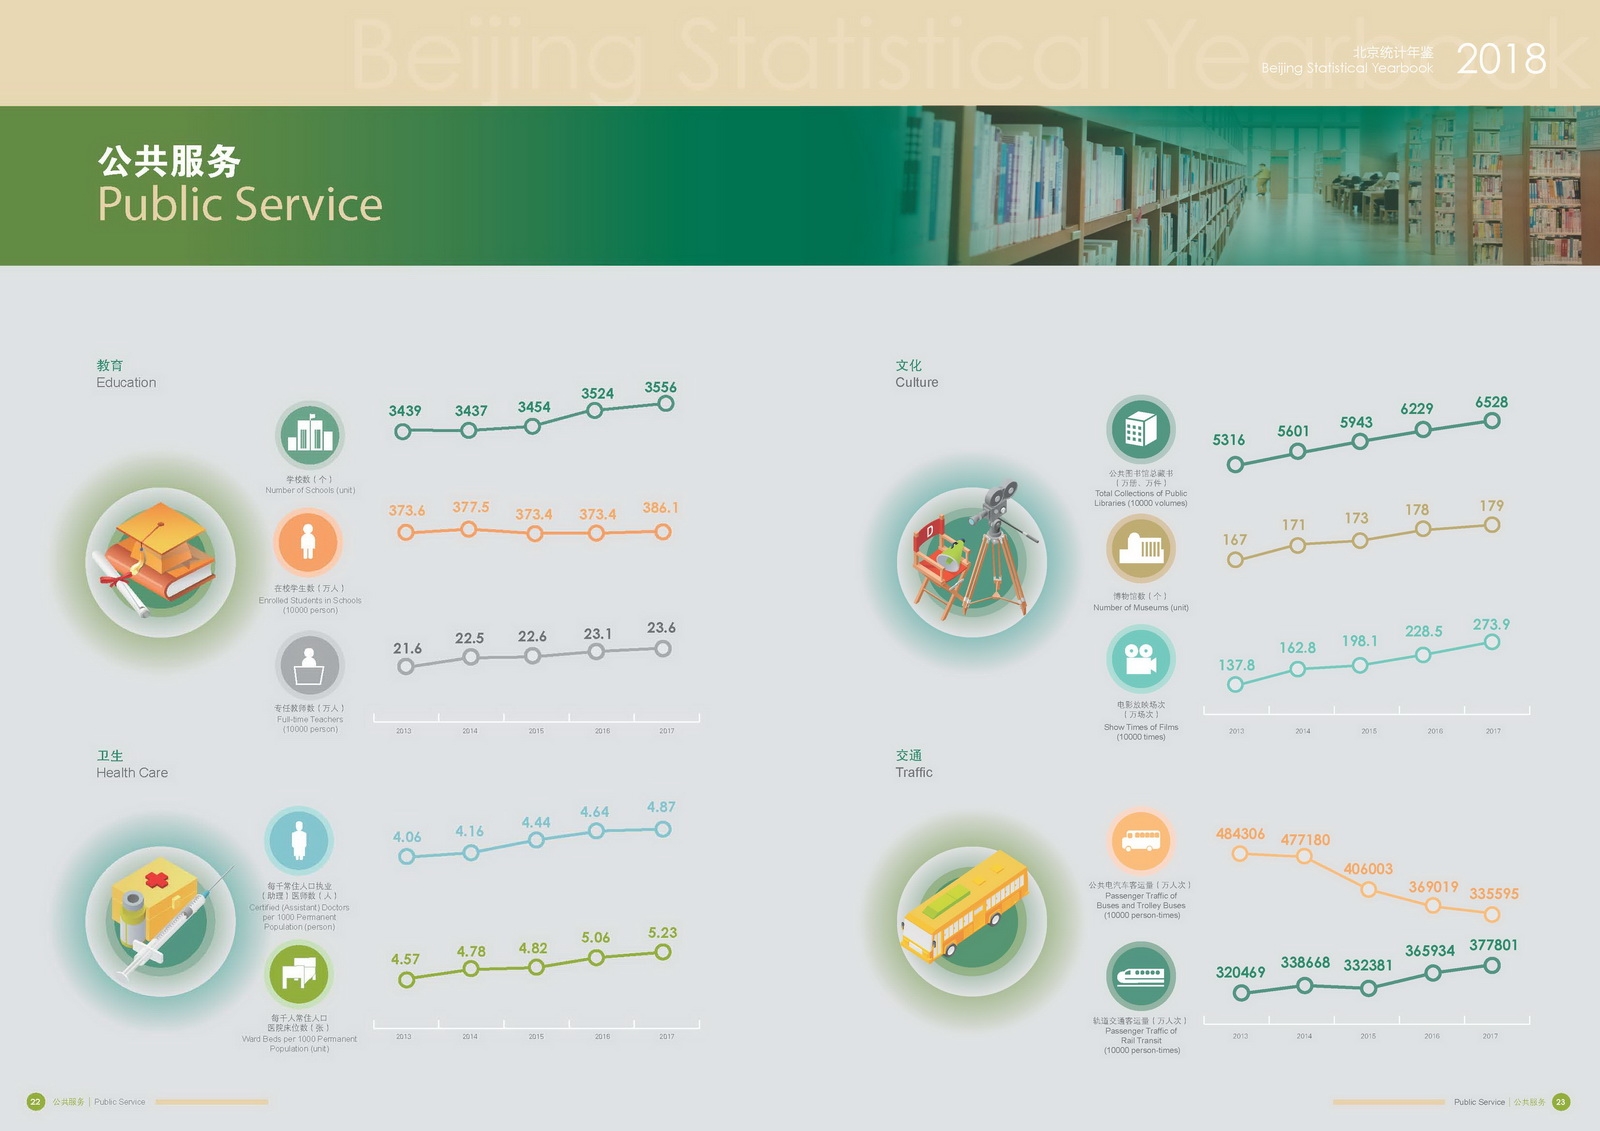 Beijing Statistical Yearbook
北京统计年鉴
Beijing Statistical Yearbook
2018
公共服务
Public Service
教育
Education
3439 3437 3454 3524 3556
学校数(个)
Number of Schools (unit)
373.6 377.5 373.4 373.4 386.1
在校学生数(万人)
Enrolled Students in Schools
(10000 person)
21.6 22.5 22.6 23.1 23.6
专任教师数(万人)
Full-time Teachers
(10000 person)
2013 2014 2015 2016 2017
卫生
Health Care
4.06 4.16 4.44 4.64 4.87
每千常住人口执业
(助理)医师数(人)
Certified (Assistant) Doctors
per 1000 Permanent
Population (person)
4.57 4.78 4.82 5.06 5.23
每千人常住人口
医院床位数(张)
Ward Beds per 1000 Permanent
Population (unit)
2013 2014 2015 2016 2017
22 公共服务 | Public Service
文化
Culture
5316 5601 5943 6229 6528
公共图书馆总藏书
(万册、万件)
Total Collections of Public
Libraries (10000 volumes)
167 171 173 178 179
博物馆数(个)
Number of Museums (unit)
D
137.8 162.8 198.1 228.5 273.9
电影放映场次
(万场次)
Show Times of Films
(10000 times)
2013 2014 2015 2016 2017
交通
Traffic
484306 477180 406003 369019 335595
公共电汽车客运量(万人次)
Passenger Traffic of
Buses and Trolley Buses
(10000 person-times)
320469 338668 332381 365934 377801
轨道交通客运量(万人次)
Passenger Traffic of
Rail Transit
(10000 person-times)
2013 2014 2015 2016 2017
Public Service | 公共服务 23